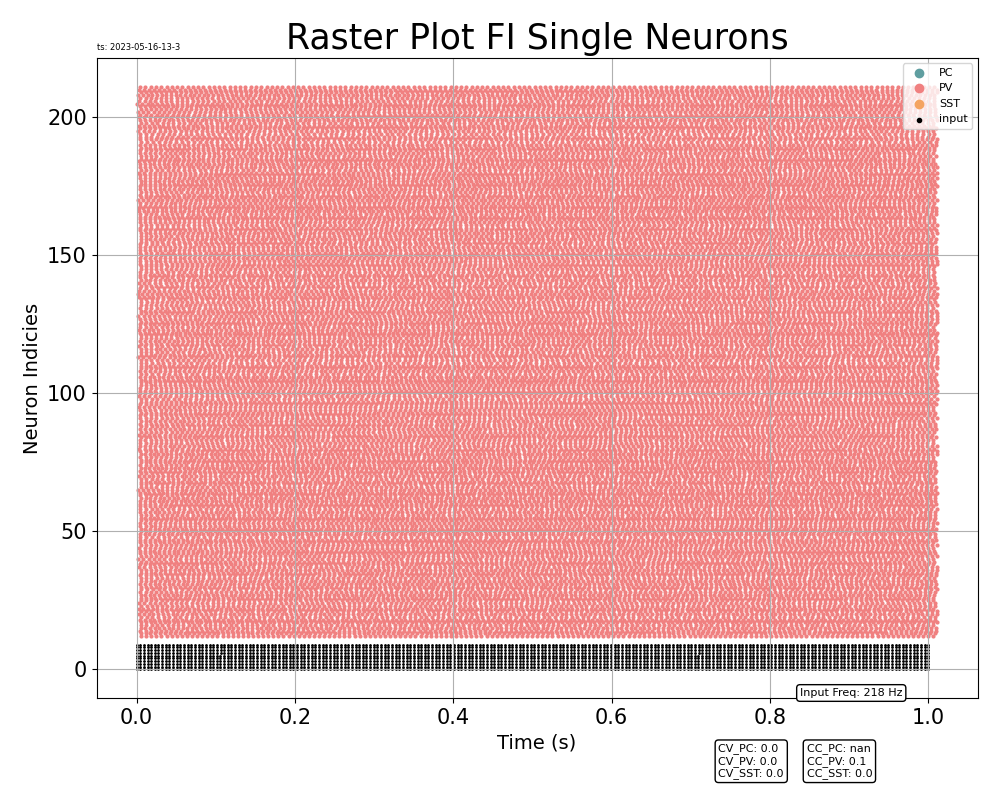 Raster Plot FI Single Neurons
ts: 2023-05-16-13-3
PC
PV
SST
input
200
150
100
50
0
Neuron Indicies
Input Freq: 218 Hz
0.0 0.2 0.4 0.6 0.8 1.0
Time (s)
CV_PC: 0.0
CV_PV: 0.0
CV_SST: 0.0
CC_PC: nan
CC_PV: 0.1
CC_SST: 0.0